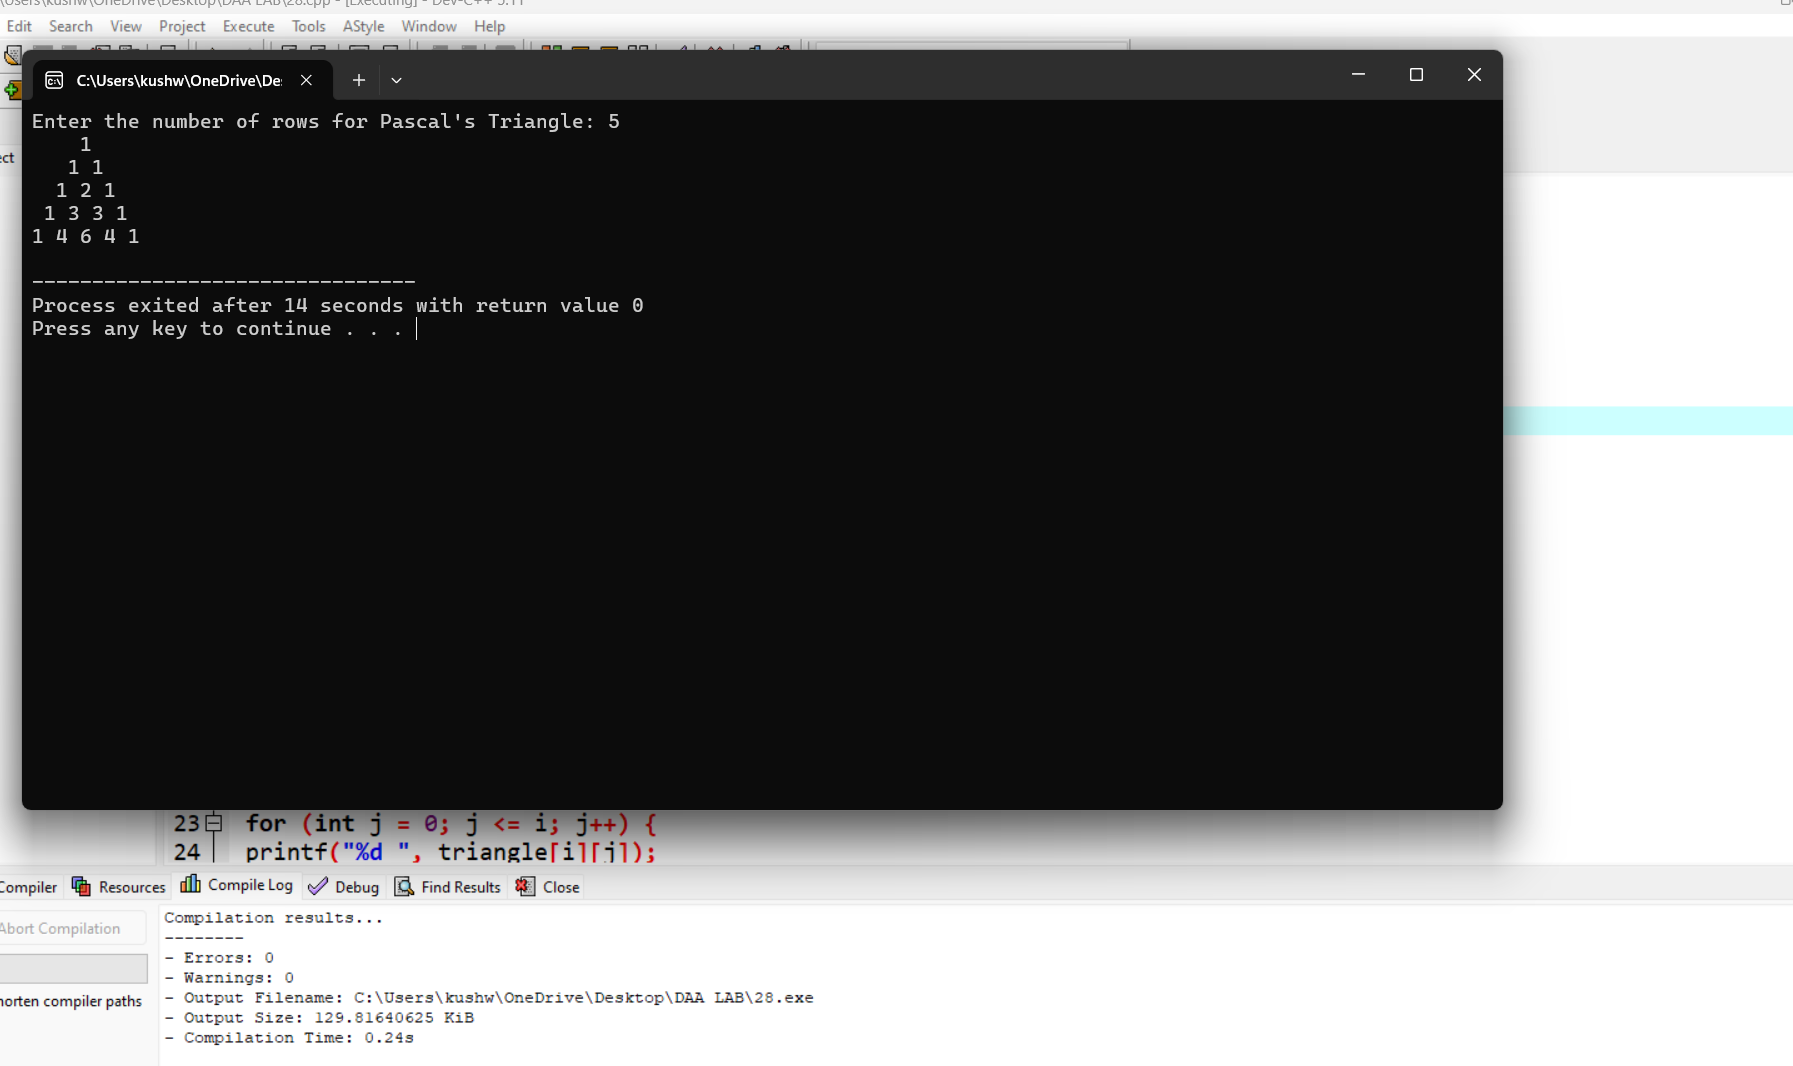 \Users\kushw\OneDrive\Desktop\DAA LAB\28.cpp - [Executing] - Dev-C++ 5.11
Edit Search View Project Execute Tools AStyle Window Help
C:\Users\kushw\OneDrive\De
Enter the number of rows for Pascal's Triangle: 5
1
1 1
ect
1 2 1
1 3 3 1
1 4 6 4 1
--------------------------------
Process exited after 14 seconds with return value 0
Press any key to continue . . .
23 for (int j = 0; j <= i; j++) {
24 printf("%d ", triangle[i][j]);
Compiler Resources Compile Log Debug Find Results Close
Abort Compilation
Compilation results...
--------
- Errors: 0
- Warnings: 0
- Output Filename: C:\Users\kushw\OneDrive\Desktop\DAA LAB\28.exe
horten compiler paths
- Output Size: 129.81640625 KiB
- Compilation Time: 0.24s